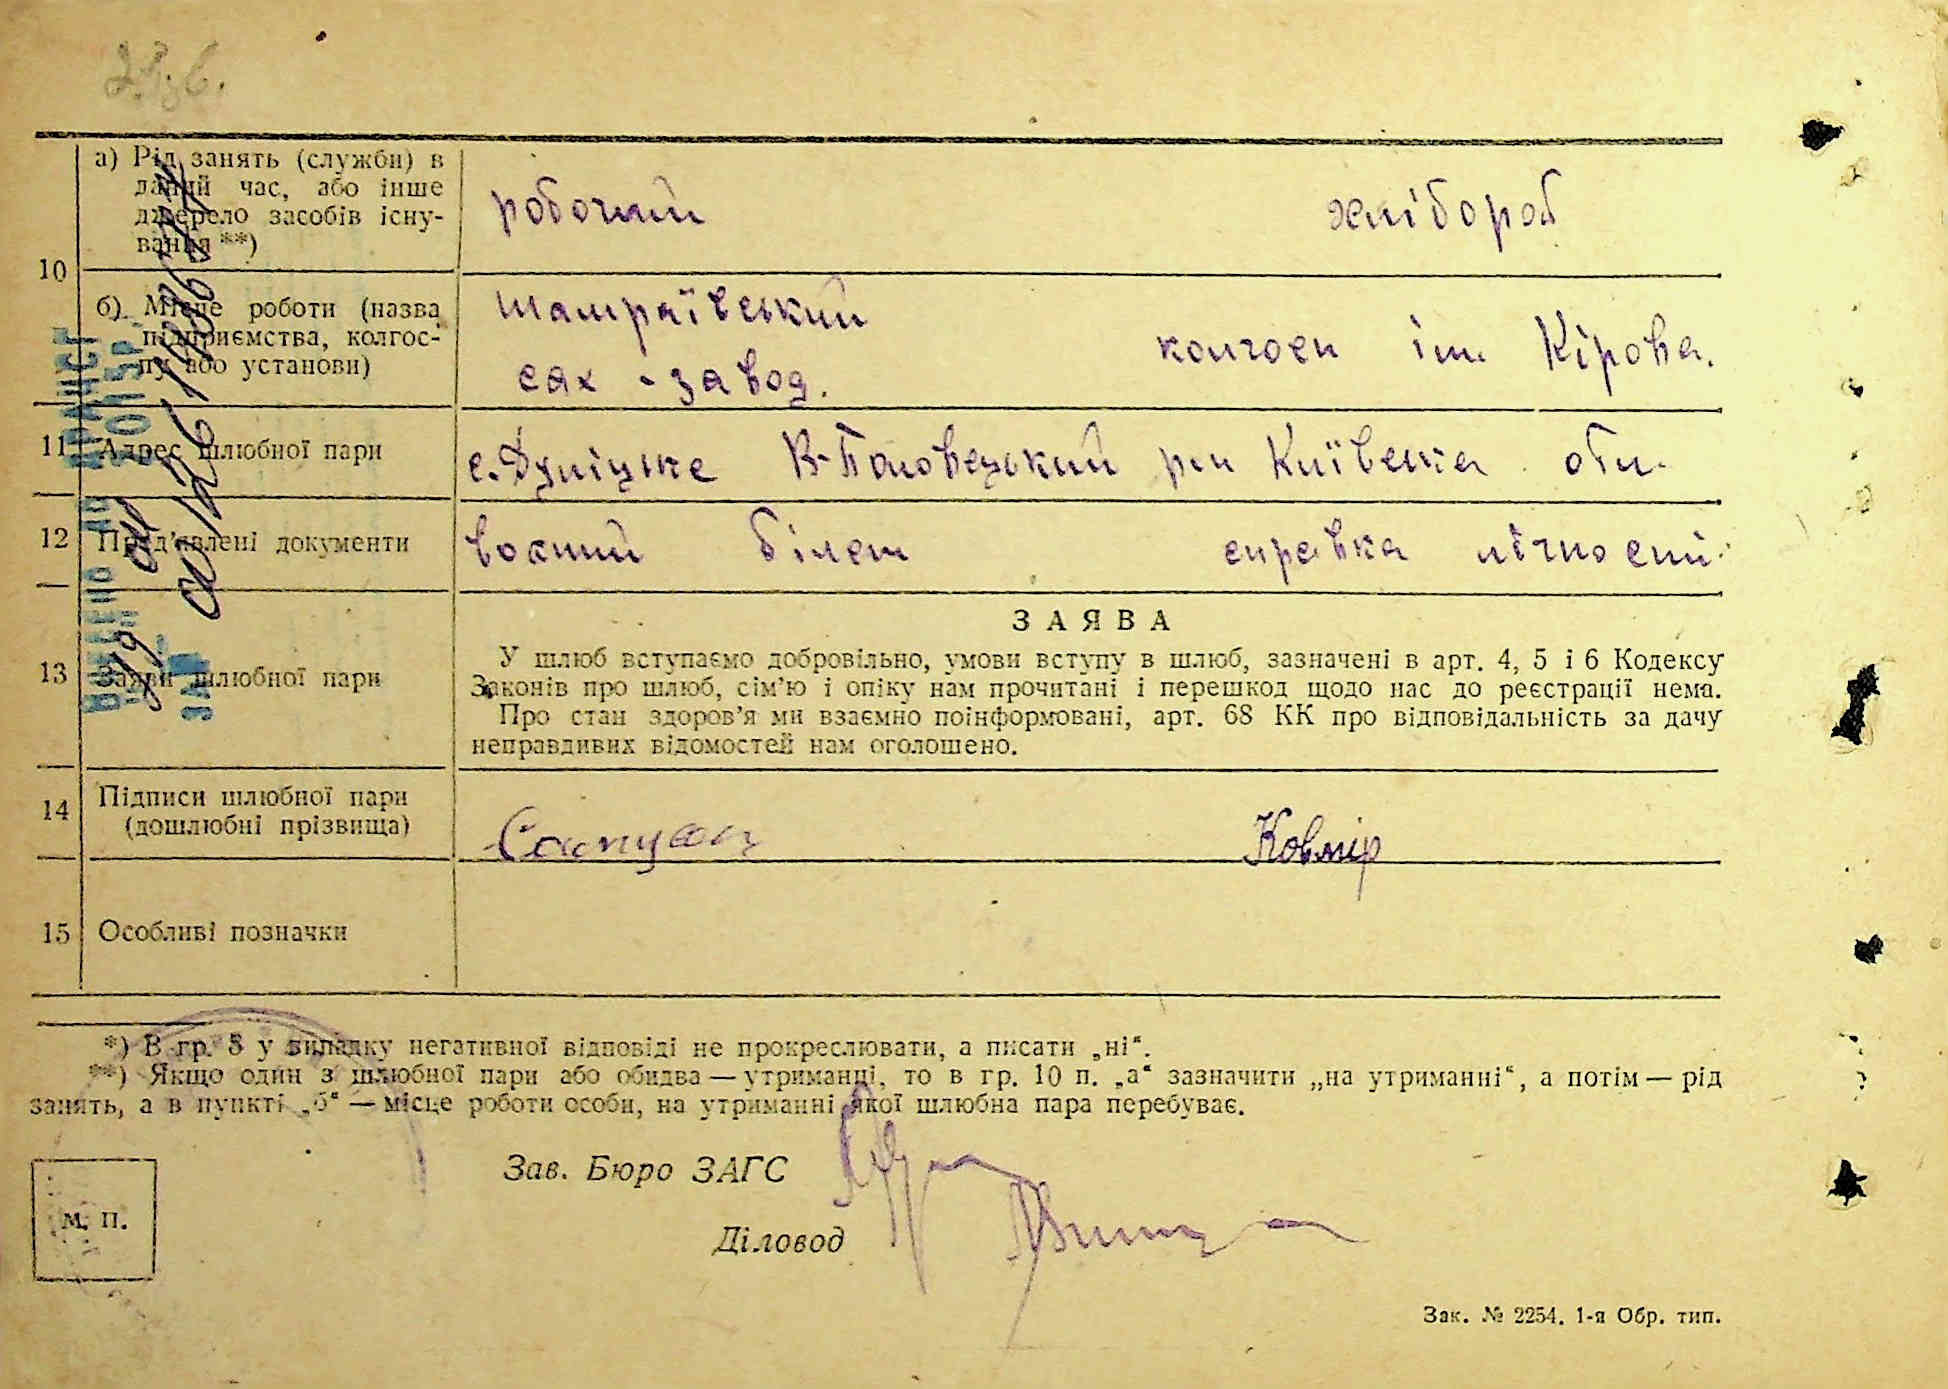 10
а) Рід занять (служби) в
даний час, або інше
джерело засобів існу-
вання **)
робочий хлібороб
б) Місце роботи (назва
підприємства, колгос-
пу або установи)
Шамраївський
сах-завод.
колгосп ім. Кірова.
11 Адрес шлюбної пари
В-Половецький р-н Київська обл.
12 Пред'явлені документи
воєний білет справка лічності.
13 Заяви шлюбної пари
ЗАЯВА
У шлюб вступаємо добровільно, умови вступу в шлюб, зазначені в арт. 4, 5 і 6 Кодексу
Законів про шлюб, сім'ю і опіку нам прочитані і перешкод щодо нас до реєстрації нема.
Про стан здоров'я ми взаємно поінформовані, арт. 68 КК про відповідальність за дачу
неправдивих відомостей нам оголошено.
14 Підписи шлюбної пари
(дошлюбні прізвища)
Ковмір
15 Особливі позначки
*) В гр. 8 у випадку негативної відповіді не прокреслювати, а писати „ні“.
**) Якщо один з шлюбної пари або обидва — утриманці, то в гр. 10 п. „а“ зазначити „на утриманні“, а потім — рід
занять, а в пункті „б“ — місце роботи особи, на утриманні якої шлюбна пара перебуває.
Зав. Бюро ЗАГС
Діловод
М. П.
Зак. № 2254. 1-я Обр. тип.